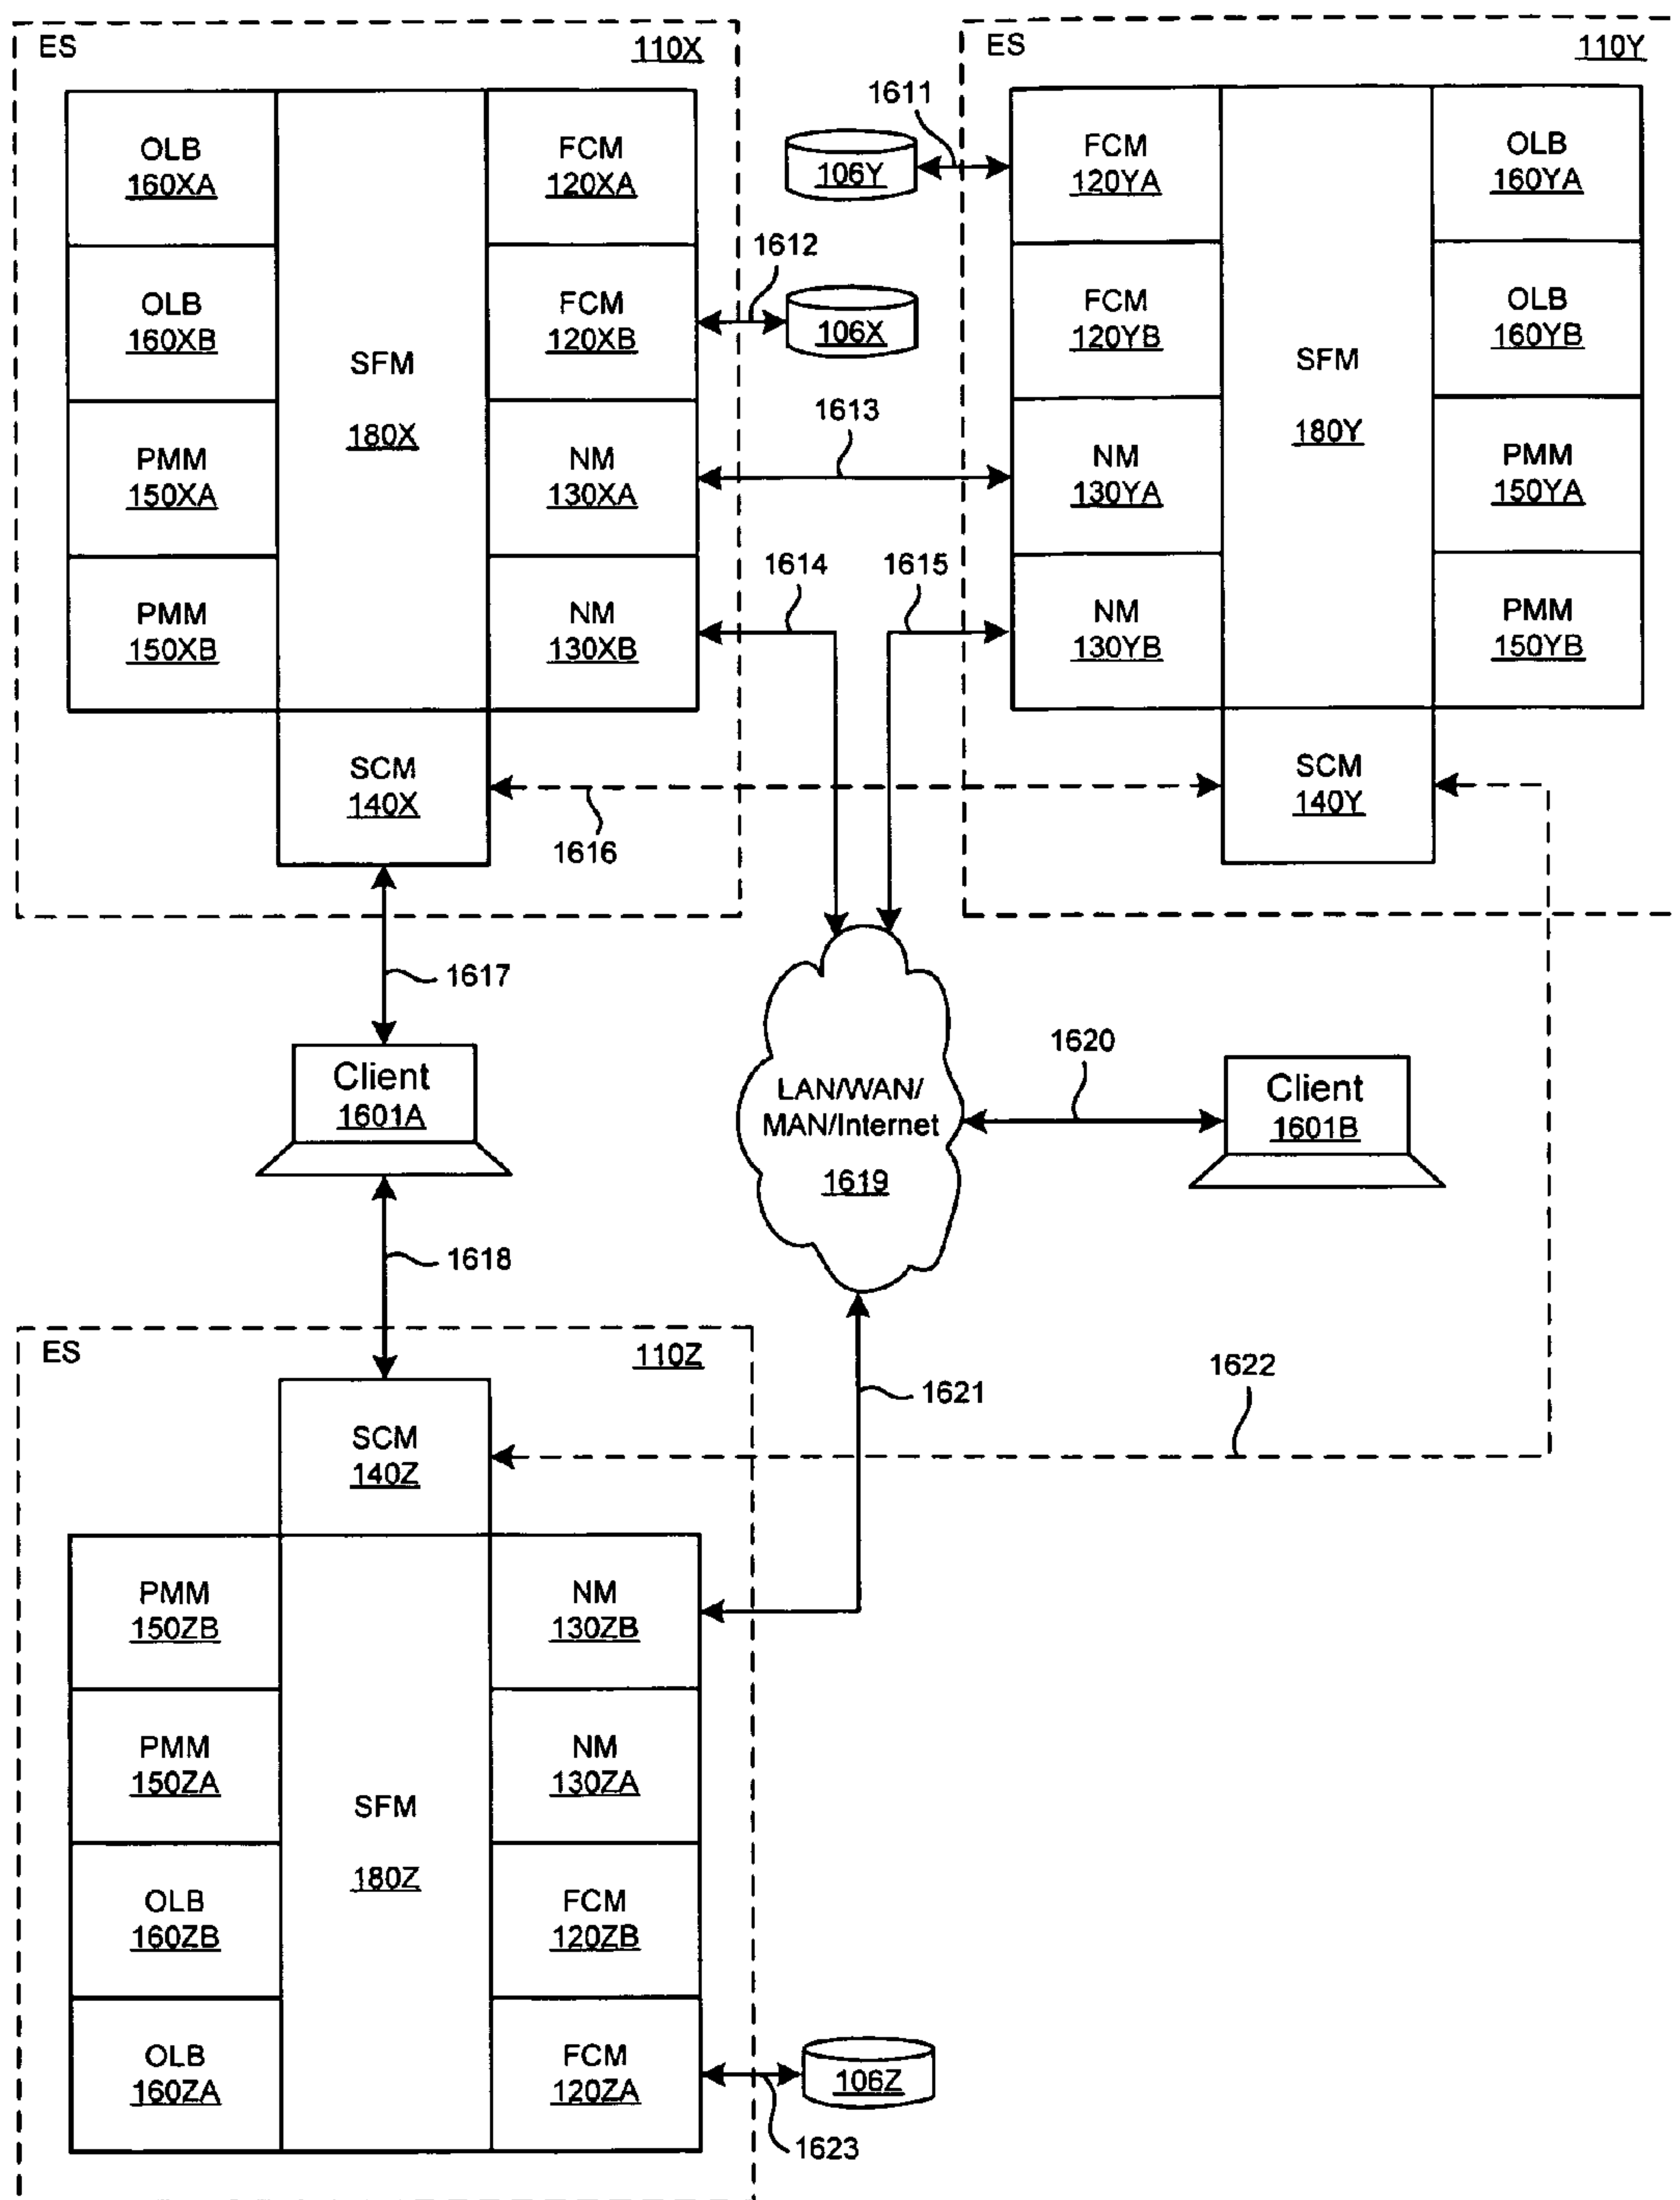 ES
110X
OLB
160XA
OLB
160XB
PMM
150XA
PMM
150XB
SFM
180X
FCM
120XA
FCM
120XB
NM
130XA
NM
130XB
SCM
140X
1611
106Y
1612
106X
1613
1614
1615
1616
ES
110Y
FCM
120YA
FCM
120YB
NM
130YA
NM
130YB
SFM
180Y
OLB
160YA
OLB
160YB
PMM
150YA
PMM
150YB
SCM
140Y
1617
Client
1601A
1618
LAN/WAN/
MAN/Internet
1619
1620
Client
1601B
1621
1622
ES
110Z
SCM
140Z
PMM
150ZB
PMM
150ZA
OLB
160ZB
OLB
160ZA
SFM
180Z
NM
130ZB
NM
130ZA
FCM
120ZB
FCM
120ZA
106Z
1623